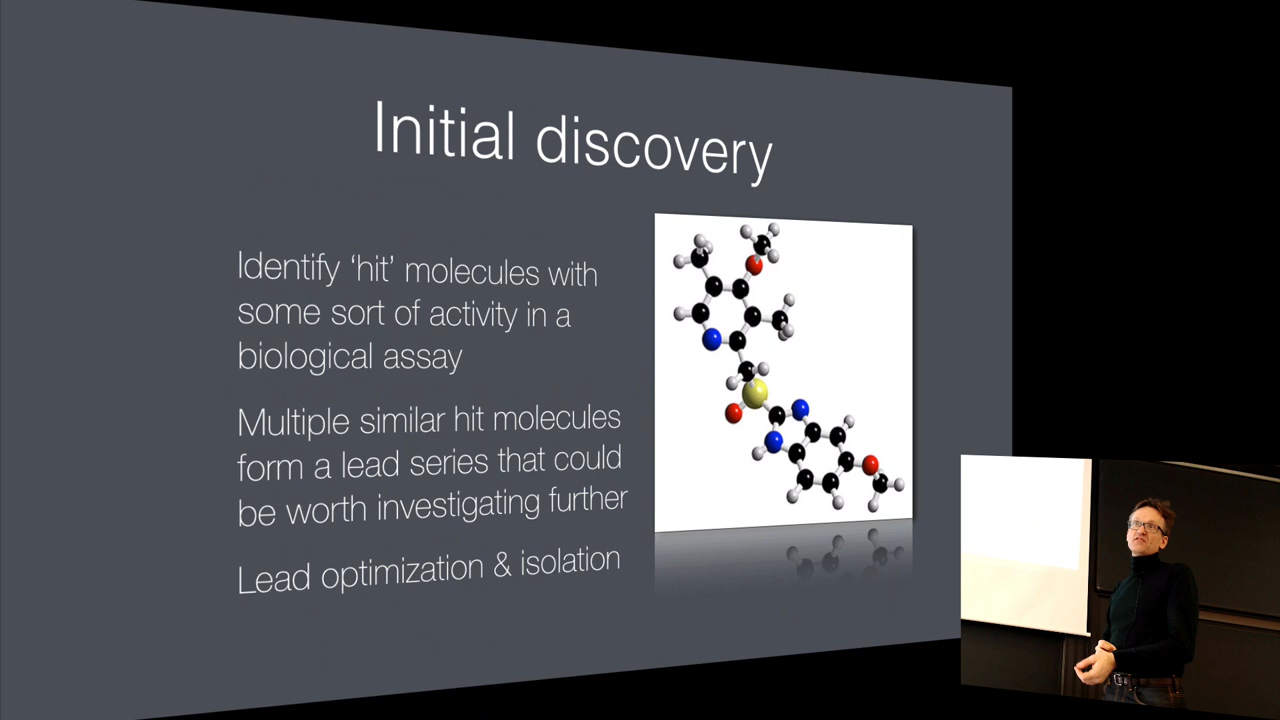 Initial discovery
Identify ‘hit’ molecules with
some sort of activity in a
biological assay
Multiple similar hit molecules
form a lead series that could
be worth investigating further
Lead optimization & isolation